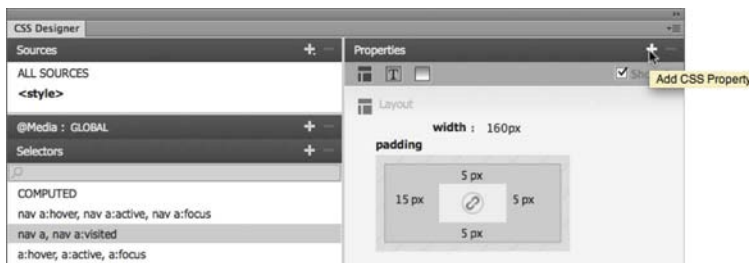 CSS Designer
Sources
ALL SOURCES
<style>
@Media : GLOBAL
Selectors
COMPUTED
nav a:hover, nav a:active, nav a:focus
nav a, nav a:visited
a:hover, a:active, a:focus
Properties
T
Add CSS Property
Layout
width : 160px
padding
5 px
15 px
5 px
5 px